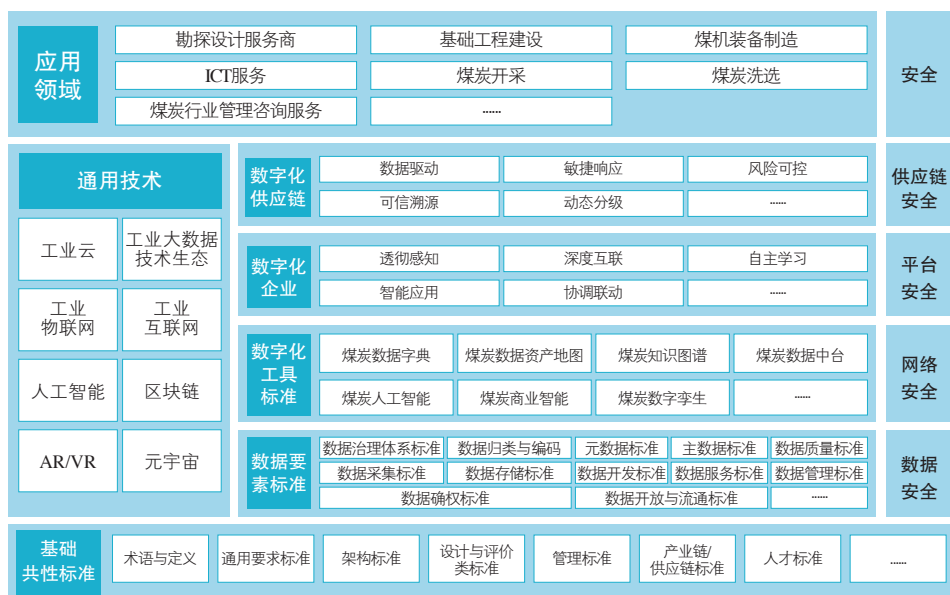 应用
领域
勘探设计服务商
基础工程建设
煤机装备制造
ICT服务
煤炭开采
煤炭洗选
煤炭行业管理咨询服务
......
安全
通用技术
工业云
工业大数据
技术生态
工业
物联网
工业
互联网
人工智能
区块链
AR/VR
元宇宙
数字化
供应链
数据驱动
敏捷响应
风险可控
可信溯源
动态分级
......
供应链
安全
数字化
企业
透彻感知
深度互联
自主学习
智能应用
协调联动
......
平台
安全
数字化
工具
标准
煤炭数据字典
煤炭数据资产地图
煤炭知识图谱
煤炭数据中台
煤炭人工智能
煤炭商业智能
煤炭数字孪生
......
网络
安全
数据要
素标准
数据治理体系标准
数据归类与编码
元数据标准
主数据标准
数据质量标准
数据采集标准
数据存储标准
数据开发标准
数据服务标准
数据管理标准
数据确权标准
数据开放与流通标准
......
数据
安全
基础
共性标准
术语与定义
通用要求标准
架构标准
设计与评价
类标准
管理标准
产业链/
供应链标准
人才标准
......